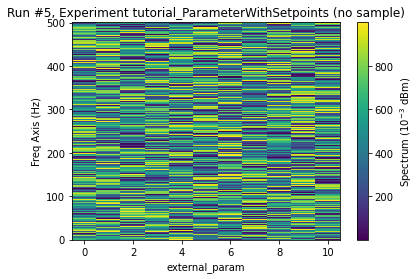 Run #5, Experiment tutorial_ParameterWithSetpoints (no sample)
500
400
300
200
100
0
Freq Axis (Hz)
0 2 4 6 8 10
external_param
800
600
400
200
Spectrum (10⁻³ dBm)